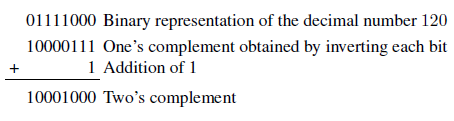 01111000 Binary representation of the decimal number 120
10000111 One's complement obtained by inverting each bit
+ 1 Addition of 1
10001000 Two's complement